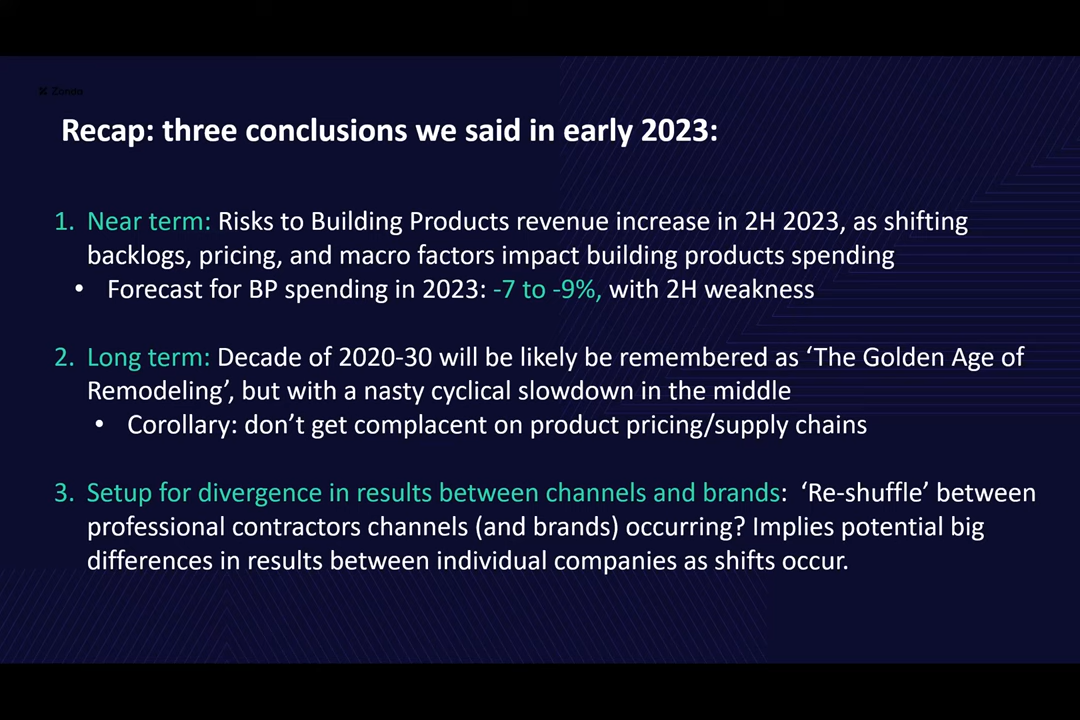 Zonda
Recap: three conclusions we said in early 2023:
1. Near term: Risks to Building Products revenue increase in 2H 2023, as shifting
backlogs, pricing, and macro factors impact building products spending
• Forecast for BP spending in 2023: -7 to -9%, with 2H weakness
2. Long term: Decade of 2020-30 will be likely be remembered as ‘The Golden Age of
Remodeling’, but with a nasty cyclical slowdown in the middle
• Corollary: don’t get complacent on product pricing/supply chains
3. Setup for divergence in results between channels and brands: ‘Re-shuffle’ between
professional contractors channels (and brands) occurring? Implies potential big
differences in results between individual companies as shifts occur.